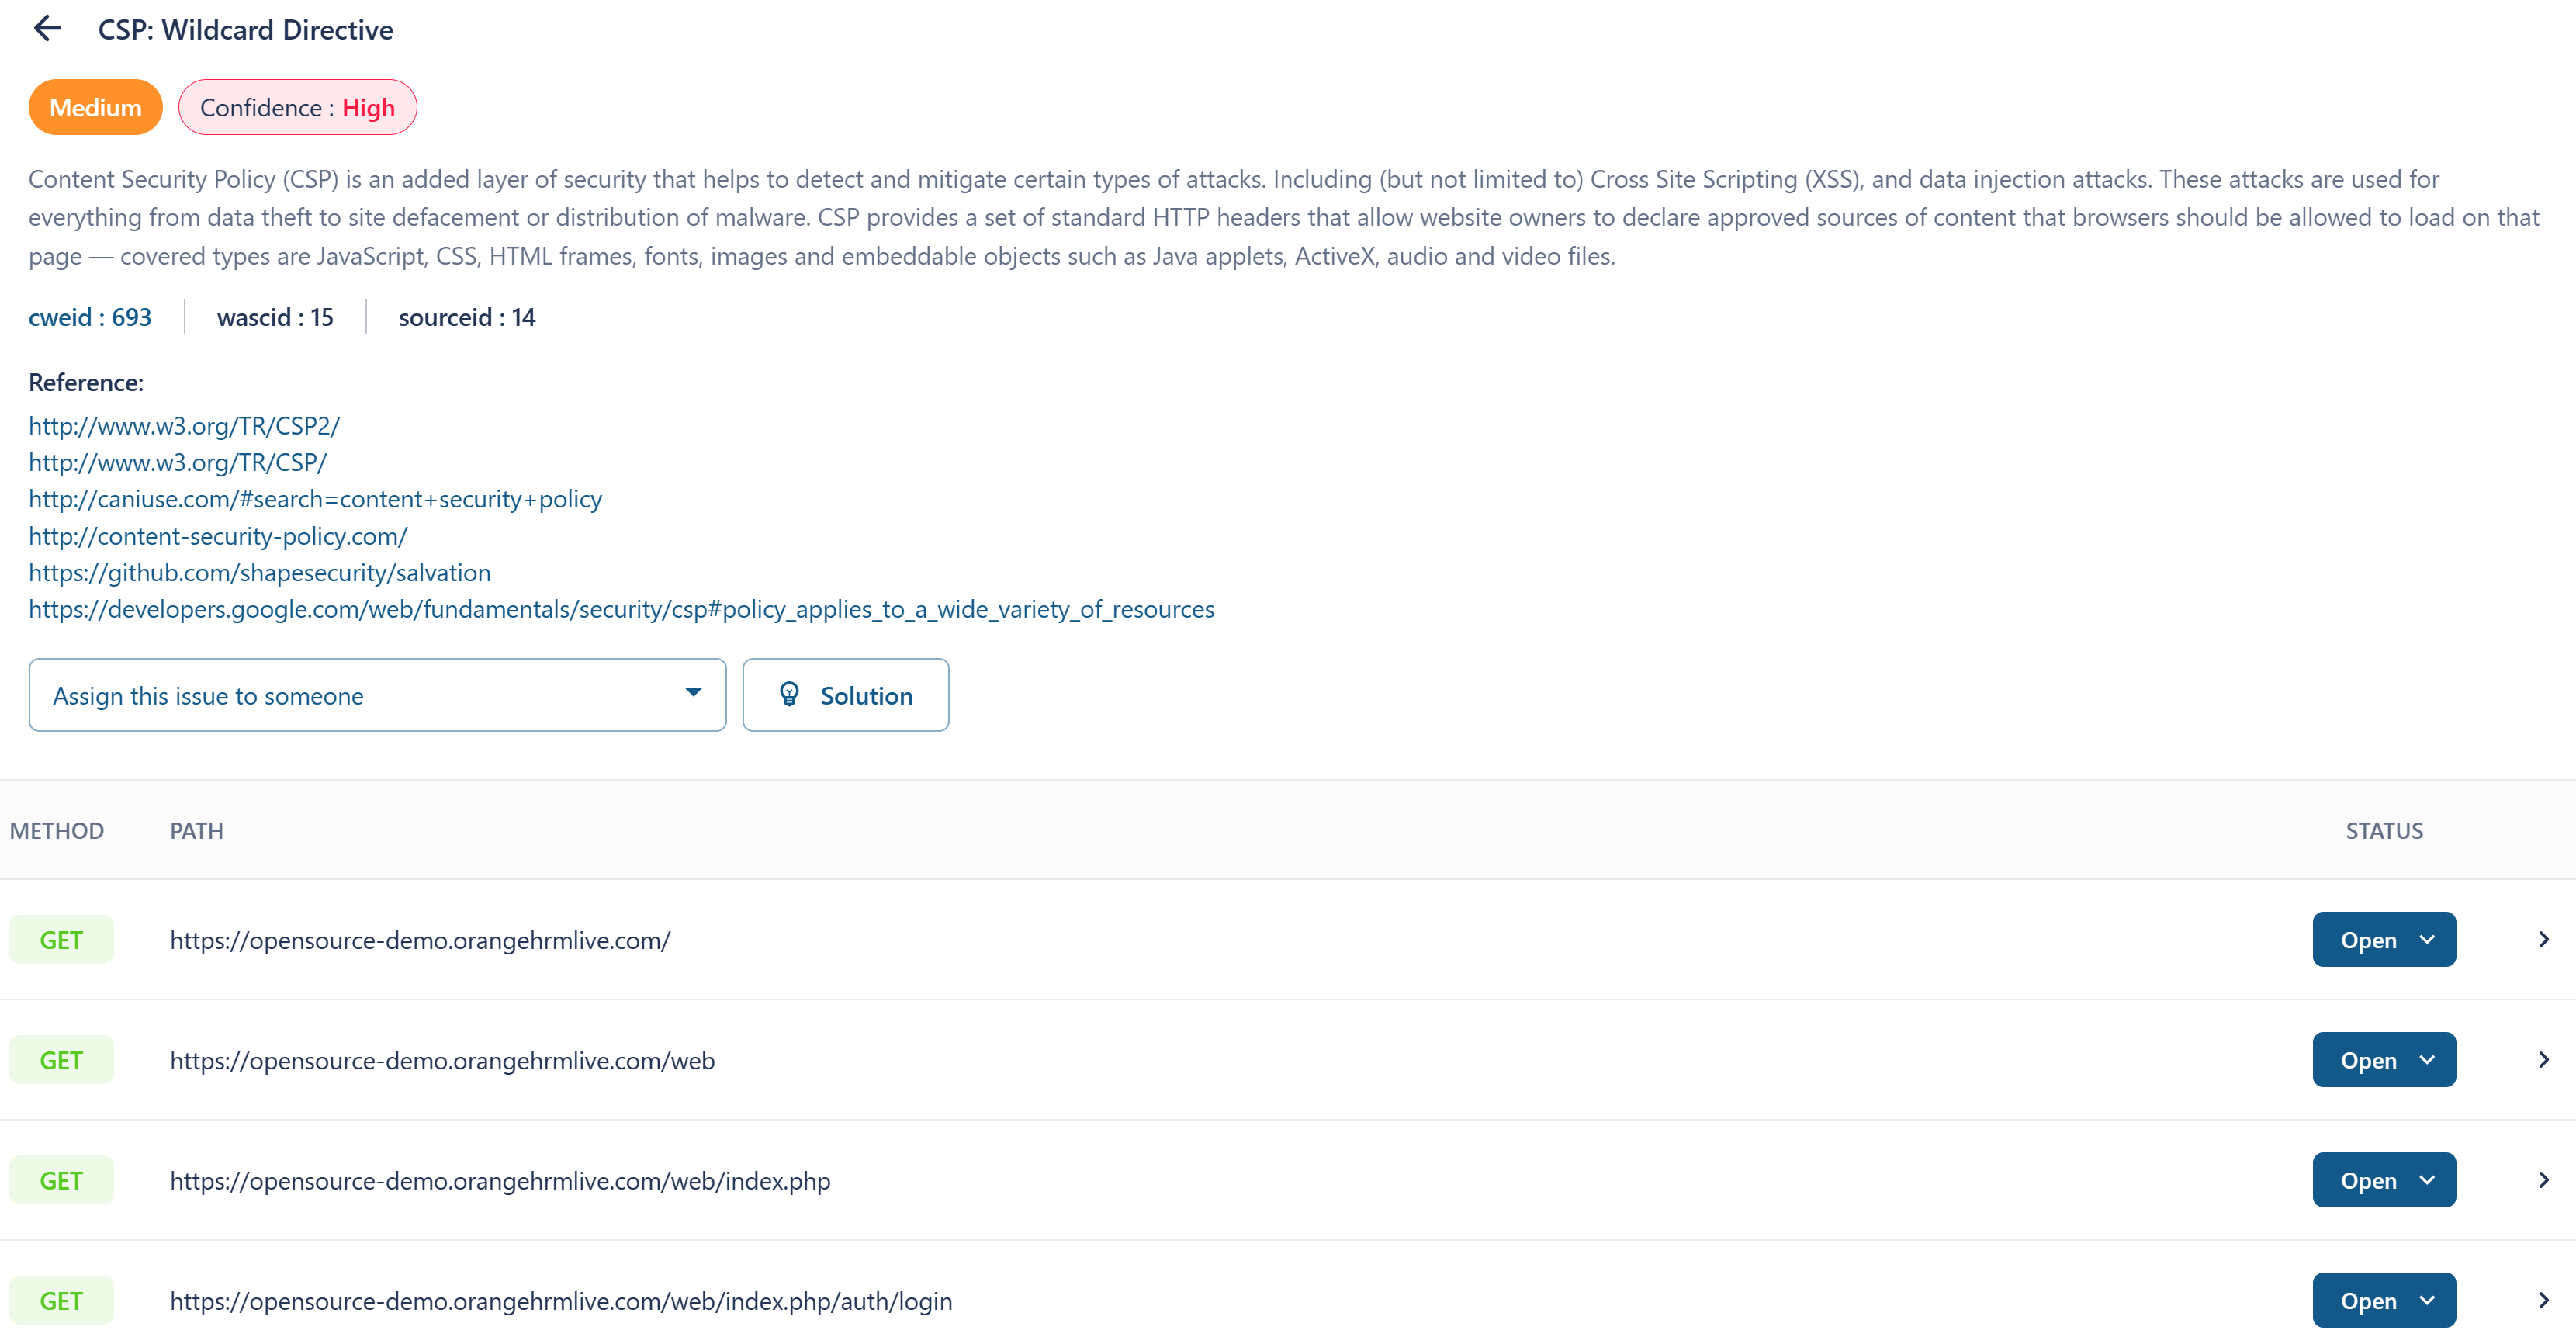 CSP: Wildcard Directive
Medium
Confidence : High
Content Security Policy (CSP) is an added layer of security that helps to detect and mitigate certain types of attacks. Including (but not limited to) Cross Site Scripting (XSS), and data injection attacks. These attacks are used for
everything from data theft to site defacement or distribution of malware. CSP provides a set of standard HTTP headers that allow website owners to declare approved sources of content that browsers should be allowed to load on that
page — covered types are JavaScript, CSS, HTML frames, fonts, images and embeddable objects such as Java applets, ActiveX, audio and video files.
cweid : 693 wascid : 15 sourceid : 14
Reference:
http://www.w3.org/TR/CSP2/
http://www.w3.org/TR/CSP/
http://caniuse.com/#search=content+security+policy
http://content-security-policy.com/
https://github.com/shapesecurity/salvation
https://developers.google.com/web/fundamentals/security/csp#policy_applies_to_a_wide_variety_of_resources
Assign this issue to someone
Solution
METHOD PATH STATUS
GET https://opensource-demo.orangehrmlive.com/ Open
GET https://opensource-demo.orangehrmlive.com/web Open
GET https://opensource-demo.orangehrmlive.com/web/index.php Open
GET https://opensource-demo.orangehrmlive.com/web/index.php/auth/login Open